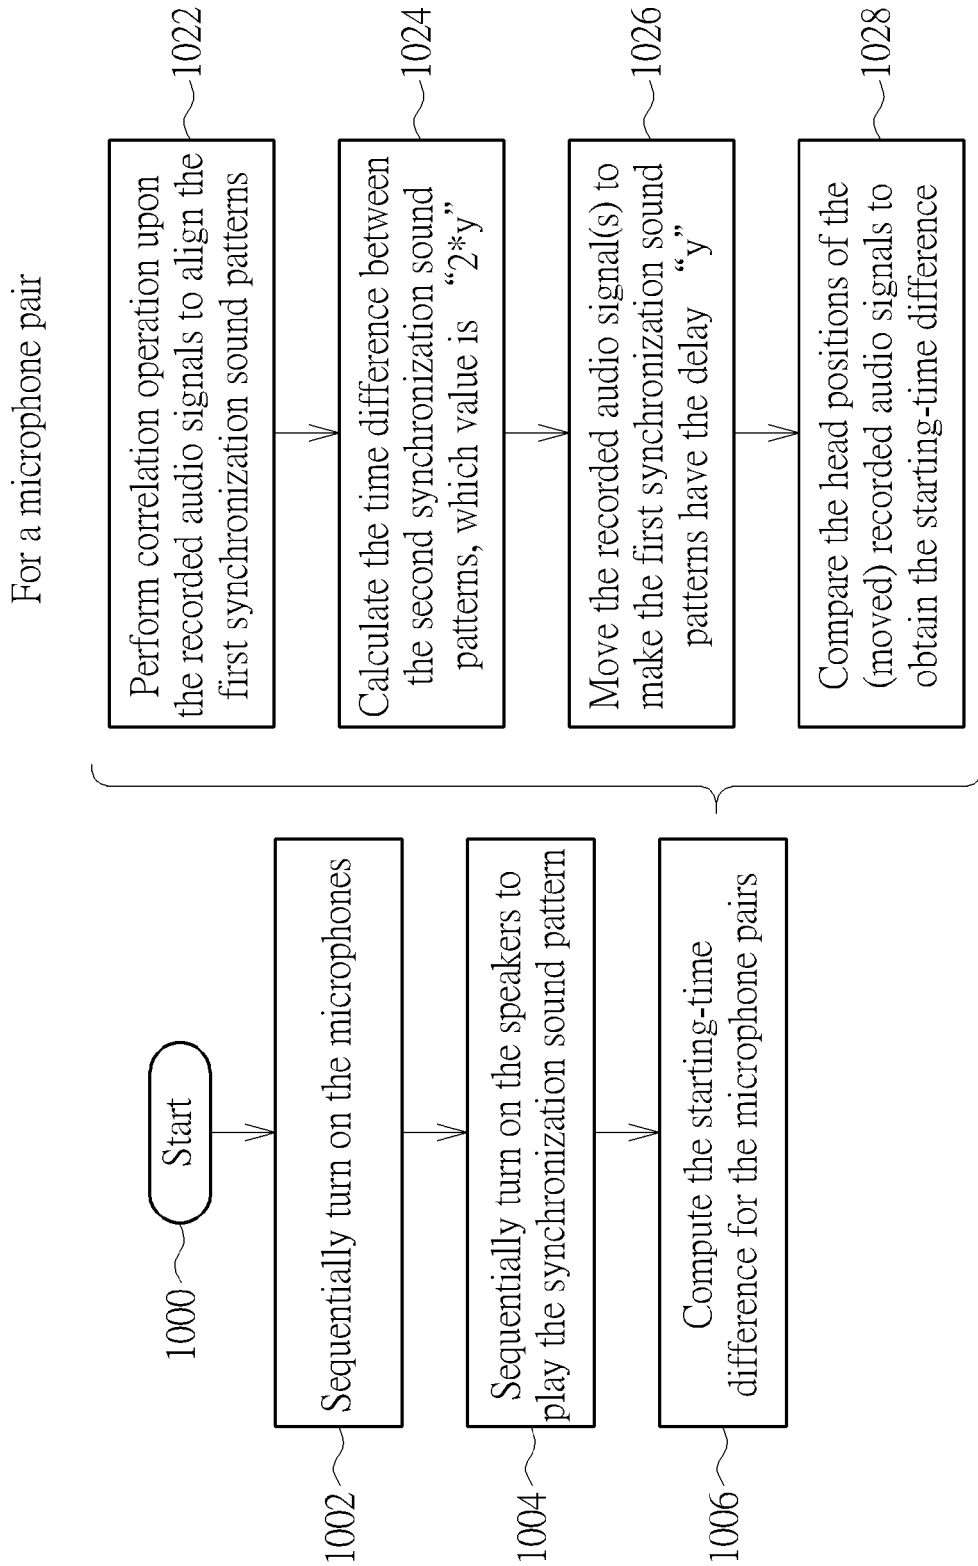 Start
1000
Sequentially turn on the microphones
1002
Sequentially turn on the speakers to
play the synchronization sound pattern
1004
Compute the starting-time
difference for the microphone pairs
1006
For a microphone pair
Perform correlation operation upon
the recorded audio signals to align the
first synchronization sound patterns
1022
Calculate the time difference between
the second synchronization sound
patterns, which value is “2*y”
1024
Move the recorded audio signal(s) to
make the first synchronization sound
patterns have the delay “y”
1026
Compare the head positions of the
(moved) recorded audio signals to
obtain the starting-time difference
1028